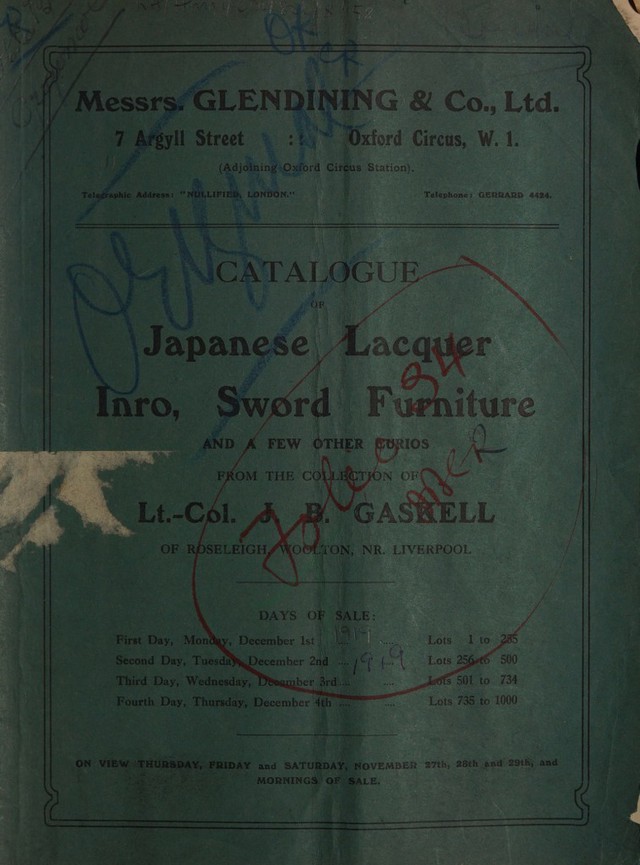 Messrs. GLENDINING & Co., Ltd.
7 Argyll Street : : Oxford Circus, W. 1.
(Adjoining Oxford Circus Station).
Telegraphic Address: "NULLIFIED, LONDON." Telephone: GERRARD 4424.
CATALOGUE
OF
Japanese Lacquer
Inro, Sword Furniture
AND A FEW OTHER CURIOS
FROM THE COLLECTION OF
Lt.-Col. J. B. GASKELL
OF ROSELEIGH, WOOLTON, NR. LIVERPOOL
DAYS OF SALE:
First Day, Monday, December 1st 1919 ... Lots 1 to 255
Second Day, Tuesday, December 2nd ... 1919 Lots 256 to 500
Third Day, Wednesday, December 3rd ... ... Lots 501 to 734
Fourth Day, Thursday, December 4th ... ... Lots 735 to 1000
ON VIEW THURSDAY, FRIDAY and SATURDAY, NOVEMBER 27th, 28th and 29th, and
MORNINGS OF SALE.